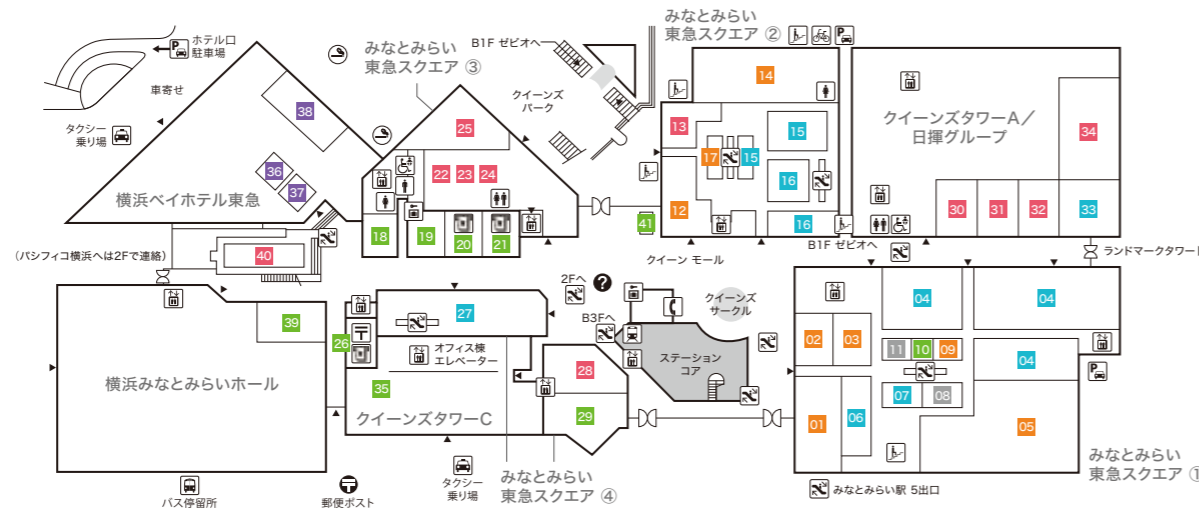 ホテル口
駐車場
車寄せ
タクシー
乗り場
みなとみらい
東急スクエア ③
B1F ゼビオへ
クイーンズ
パーク
みなとみらい
東急スクエア ②
クイーンズタワーA／
日揮グループ
横浜ベイホテル東急
38
36
37
25
22 23 24
18
19
20
21
40
(パシフィコ横浜へは2Fで連絡)
14
13
17
15
15
16
12
16
41
34
30
31
32
33
B1F ゼビオへ
クイーン モール
ランドマークタワー
39
横浜みなとみらいホール
26
27
オフィス棟
エレベーター
35
クイーンズタワーC
28
29
2Fへ
?
B3Fへ
クイーンズ
サークル
ステーション
コア
04
04
02
03
11
10
09
04
07
08
01
06
05
みなとみらい
東急スクエア ①
みなとみらい
東急スクエア ④
タクシー
乗り場
バス停留所
郵便ポスト
みなとみらい駅 5出口